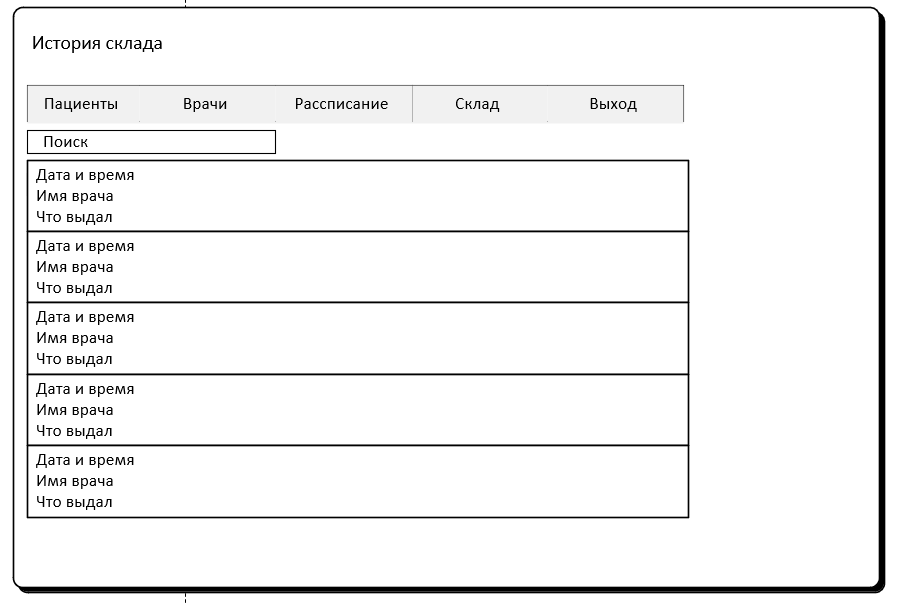 История склада
Пациенты Врачи Рассписание Склад Выход
Поиск
Дата и время
Имя врача
Что выдал
Дата и время
Имя врача
Что выдал
Дата и время
Имя врача
Что выдал
Дата и время
Имя врача
Что выдал
Дата и время
Имя врача
Что выдал